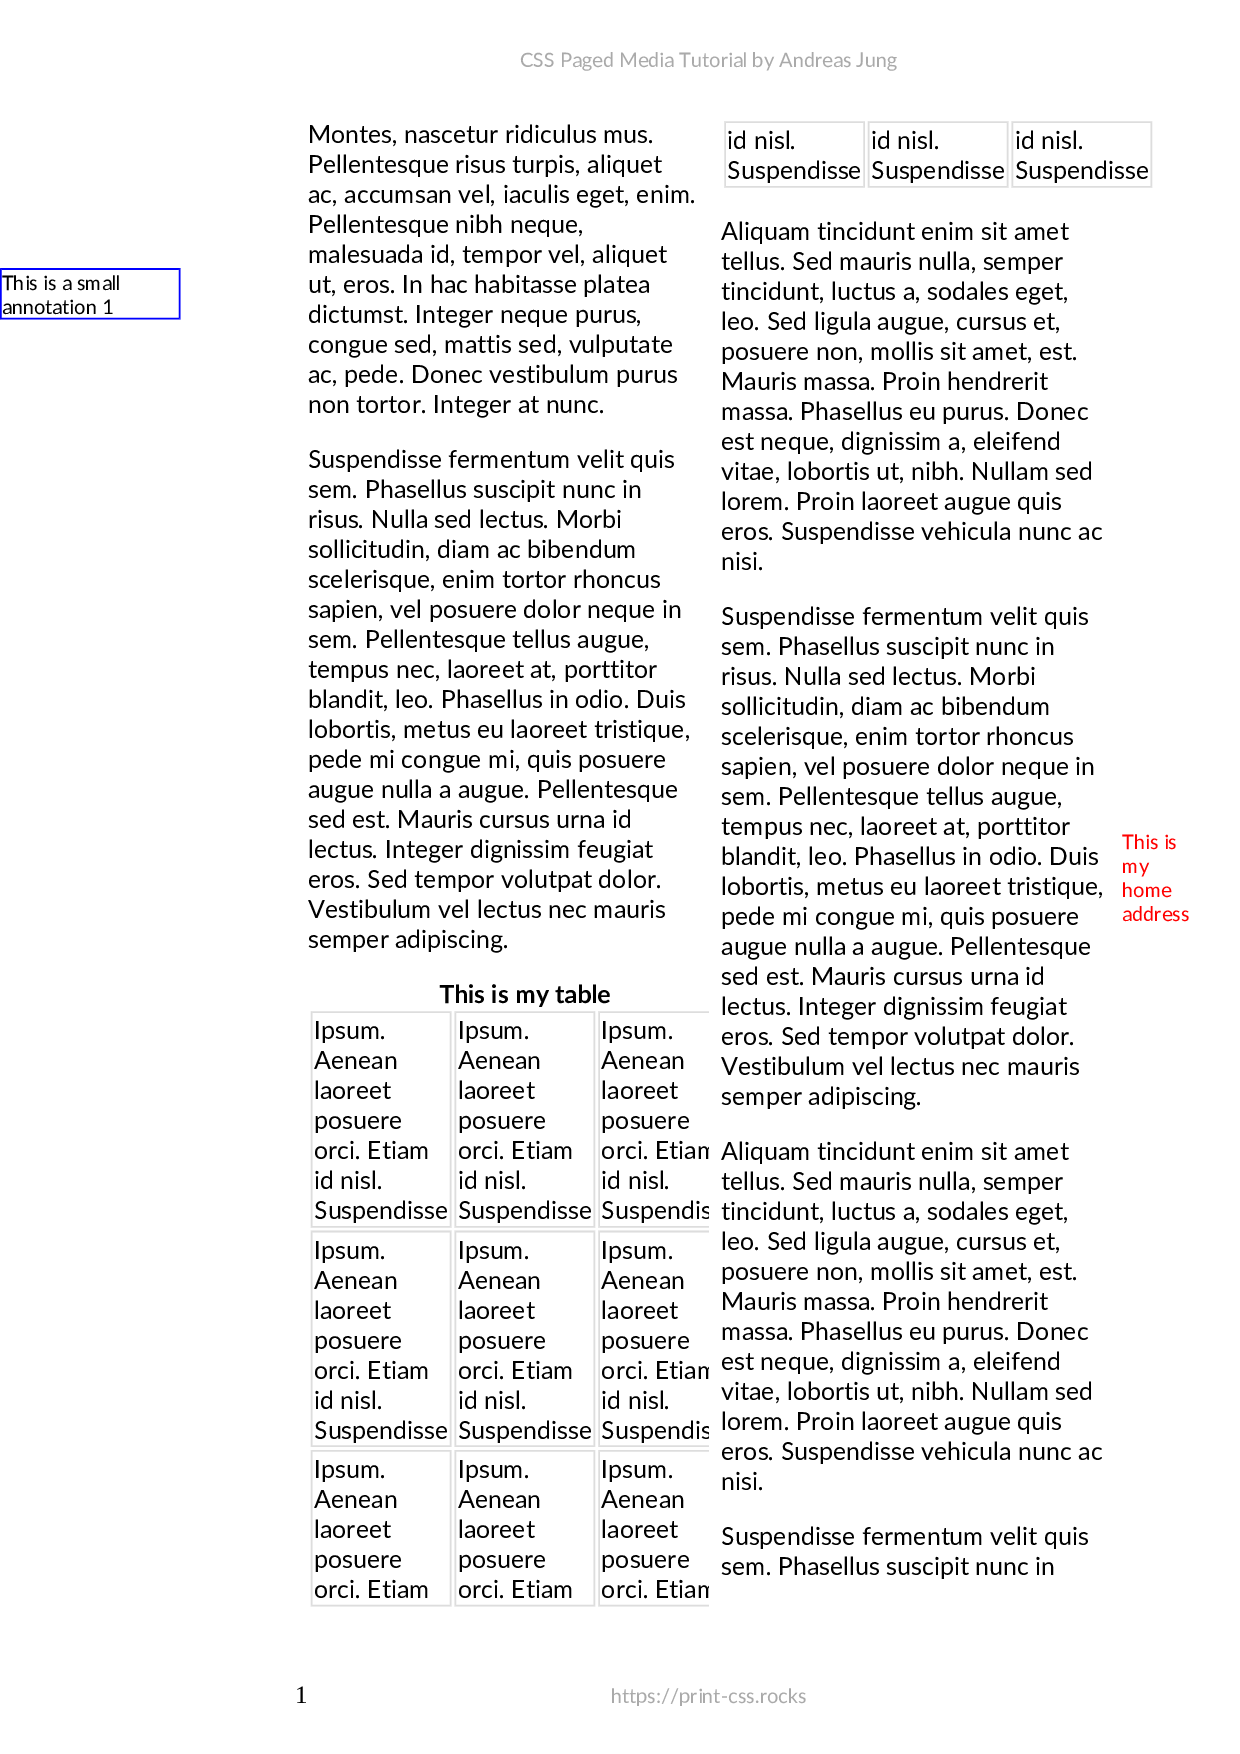 CSS Paged Media Tutorial by Andreas Jung
This is a small
annotation 1
Montes, nascetur ridiculus mus.
Pellentesque risus turpis, aliquet
ac, accumsan vel, iaculis eget, enim.
Pellentesque nibh neque,
malesuada id, tempor vel, aliquet
ut, eros. In hac habitasse platea
dictumst. Integer neque purus,
congue sed, mattis sed, vulputate
ac, pede. Donec vestibulum purus
non tortor. Integer at nunc.
Suspendisse fermentum velit quis
sem. Phasellus suscipit nunc in
risus. Nulla sed lectus. Morbi
sollicitudin, diam ac bibendum
scelerisque, enim tortor rhoncus
sapien, vel posuere dolor neque in
sem. Pellentesque tellus augue,
tempus nec, laoreet at, porttitor
blandit, leo. Phasellus in odio. Duis
lobortis, metus eu laoreet tristique,
pede mi congue mi, quis posuere
augue nulla a augue. Pellentesque
sed est. Mauris cursus urna id
lectus. Integer dignissim feugiat
eros. Sed tempor volutpat dolor.
Vestibulum vel lectus nec mauris
semper adipiscing.
This is my table
Ipsum. Ipsum. Ipsum.
Aenean Aenean Aenean
laoreet laoreet laoreet
posuere posuere posuere
orci. Etiam orci. Etiam orci. Etiam
id nisl. id nisl. id nisl.
Suspendisse Suspendisse Suspendis
Ipsum. Ipsum. Ipsum.
Aenean Aenean Aenean
laoreet laoreet laoreet
posuere posuere posuere
orci. Etiam orci. Etiam orci. Etiam
id nisl. id nisl. id nisl.
Suspendisse Suspendisse Suspendis
Ipsum. Ipsum. Ipsum.
Aenean Aenean Aenean
laoreet laoreet laoreet
posuere posuere posuere
orci. Etiam orci. Etiam orci. Etiam
id nisl. id nisl. id nisl.
Suspendisse Suspendisse Suspendisse
Aliquam tincidunt enim sit amet
tellus. Sed mauris nulla, semper
tincidunt, luctus a, sodales eget,
leo. Sed ligula augue, cursus et,
posuere non, mollis sit amet, est.
Mauris massa. Proin hendrerit
massa. Phasellus eu purus. Donec
est neque, dignissim a, eleifend
vitae, lobortis ut, nibh. Nullam sed
lorem. Proin laoreet augue quis
eros. Suspendisse vehicula nunc ac
nisi.
Suspendisse fermentum velit quis
sem. Phasellus suscipit nunc in
risus. Nulla sed lectus. Morbi
sollicitudin, diam ac bibendum
scelerisque, enim tortor rhoncus
sapien, vel posuere dolor neque in
sem. Pellentesque tellus augue,
tempus nec, laoreet at, porttitor
blandit, leo. Phasellus in odio. Duis
lobortis, metus eu laoreet tristique,
pede mi congue mi, quis posuere
augue nulla a augue. Pellentesque
sed est. Mauris cursus urna id
lectus. Integer dignissim feugiat
eros. Sed tempor volutpat dolor.
Vestibulum vel lectus nec mauris
semper adipiscing.
This is
my
home
address
Aliquam tincidunt enim sit amet
tellus. Sed mauris nulla, semper
tincidunt, luctus a, sodales eget,
leo. Sed ligula augue, cursus et,
posuere non, mollis sit amet, est.
Mauris massa. Proin hendrerit
massa. Phasellus eu purus. Donec
est neque, dignissim a, eleifend
vitae, lobortis ut, nibh. Nullam sed
lorem. Proin laoreet augue quis
eros. Suspendisse vehicula nunc ac
nisi.
Suspendisse fermentum velit quis
sem. Phasellus suscipit nunc in
1
https://print-css.rocks